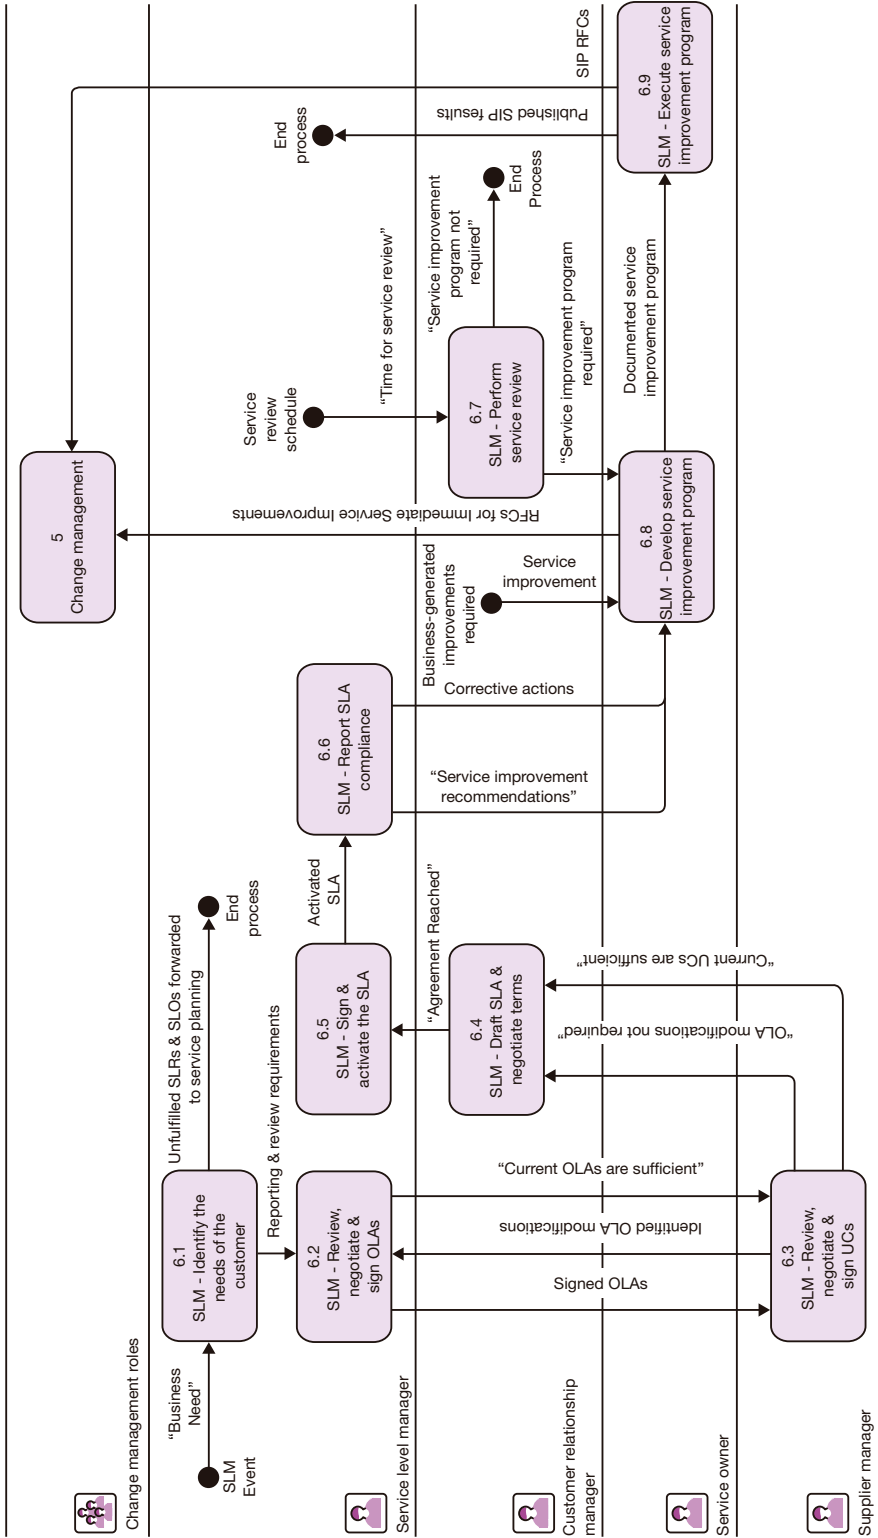 Change management roles
5
Change management
Service level manager
SLM
Event
“Business
Need”
6.1
SLM - Identify the
needs of the
customer
Unfulfilled SLRs & SLOs forwarded
to service planning
End
process
Reporting & review requirements
6.2
SLM - Review,
negotiate &
sign OLAs
6.5
SLM - Sign &
activate the SLA
Activated
SLA
6.6
SLM - Report SLA
compliance
Service
review
schedule
“Time for service review”
End
process
RFCs for Immediate Service Improvements
Published SIP fesults
SIP RFCs
Customer relationship
manager
“Agreement Reached”
6.4
SLM - Draft SLA &
negotiate terms
“Service improvement
recommendations”
Corrective actions
Business-generated
improvements
required
Service
improvement
6.7
SLM - Perform
service review
“Service improvement
program not
required”
End
Process
“Service improvement program
required”
Service owner
Signed OLAs
Identified OLA modifications
“Current OLAs are sufficient”
“OLA modifications not required”
“Current UCs are sufficient”
6.8
SLM - Develop service
improvement program
Documented service
improvement program
6.9
SLM - Execute service
improvement program
Supplier manager
6.3
SLM - Review,
negotiate &
sign UCs